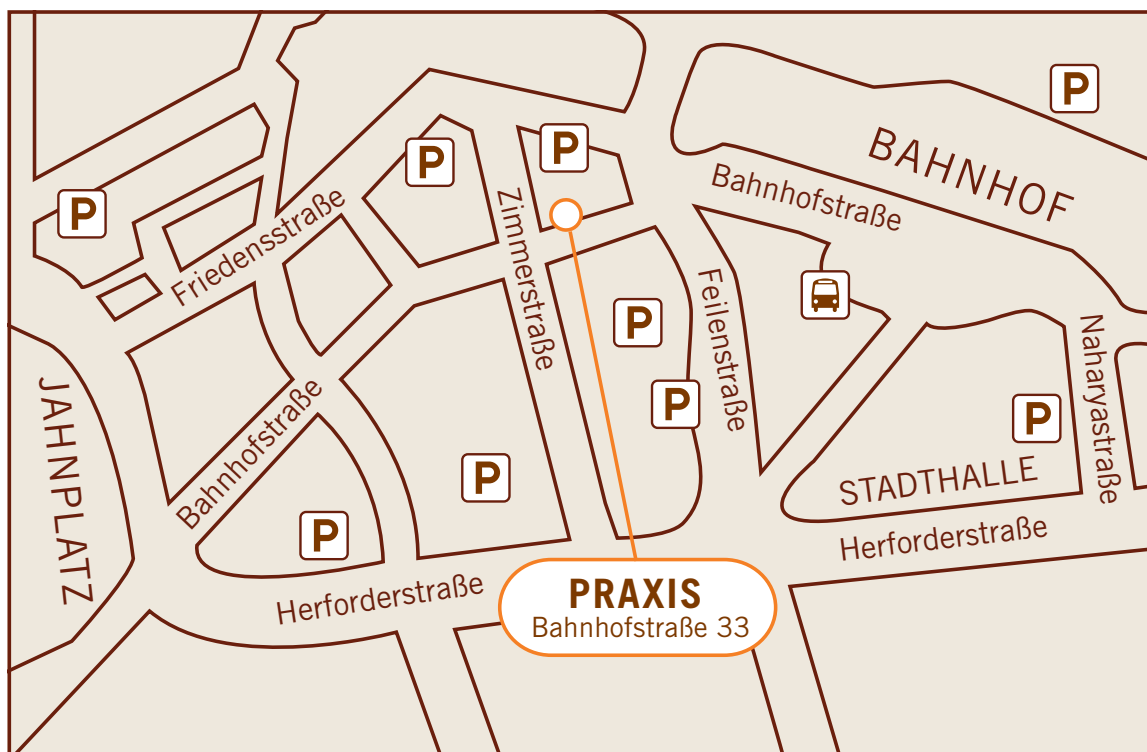 P
P
P
P
BAHNHOF
Bahnhofstraße
Zimmerstraße
Friedensstraße
Feilenstraße
P
P
P
Naharyastraße
JAHNPLATZ
Bahnhofstraße
P
P
STADTHALLE
Herforderstraße
Herforderstraße
PRAXIS
Bahnhofstraße 33